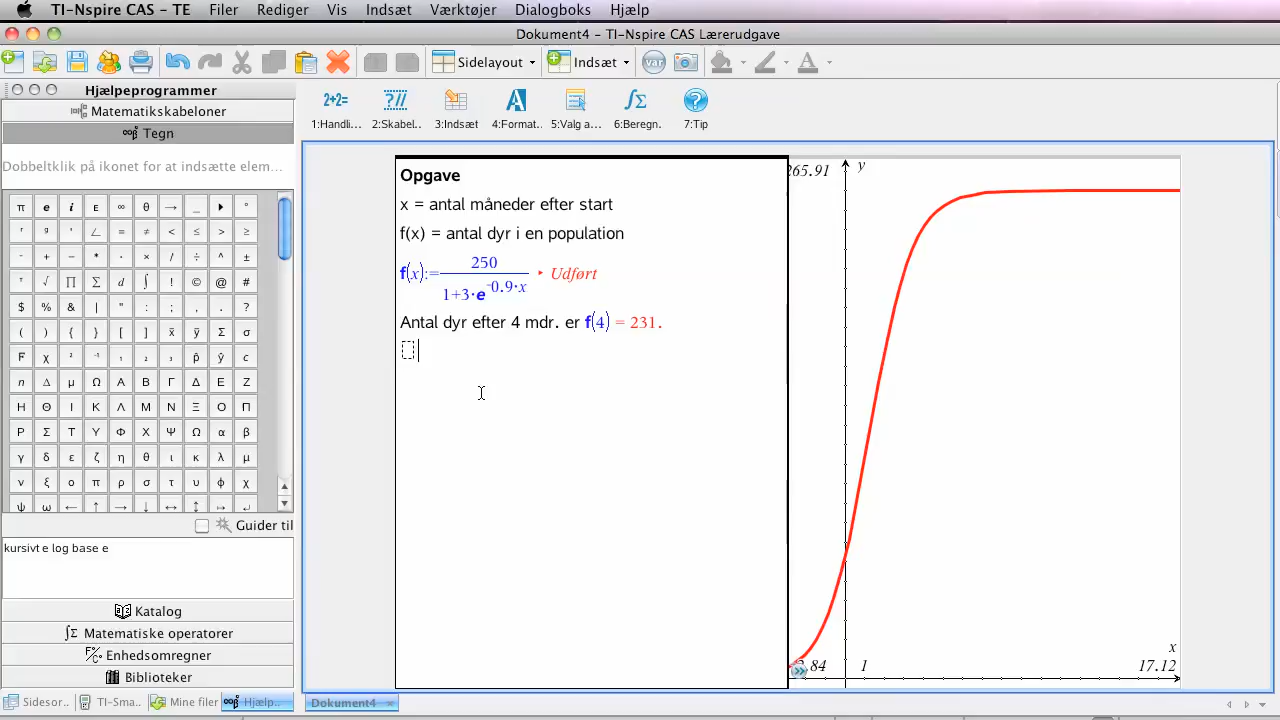 TI-Nspire CAS - TE Filer Rediger Vis Indsæt Værktøjer Dialogboks Hjælp
Dokument4 - TI-Nspire CAS Lærerudgave
Sidelayout Indsæt var A
Hjælpeprogrammer
Matematikskabeloner
Tegn
Dobbeltklik på ikonet for at indsætte elem...
1:Handli... 2:Skabel.. 3:Indsæt 4:Format.. 5:Valg a... 6:Beregn. 7:Tip
π e i E ∞ θ → _ ▸ °
ʳ ᵍ ′ ∠ = ≠ < ≤ > ≥
- + * · × / ÷ ^ ±
ᵀ √ ∏ ∑ d ∫ ! © @ #
$ % & | " : ; , . ?
( ) { } [ ] x̄ ȳ
χ ² ⁻¹ p̂ ŷ
n Δ μ Ω Α Β Γ Δ Ε Ζ
Η Θ Ι Κ Λ Μ Ν Ξ Ο Π
Ρ Σ Τ Υ Φ Χ Ψ Ω α β
γ δ ε ζ η θ ι κ λ μ
ν ξ ο π ρ ς τ υ φ χ
ψ ω ← ↑ → ↓ ↔
Guider til
kursivt e log base e
Katalog
Matematiske operatorer
Enhedsomregner
Biblioteker
Sidesor.. TI-Sma.. Mine filer Hjælp..
Opgave
x = antal måneder efter start
f(x) = antal dyr i en population
f(x):=250/(1+3·e^-0.9·x) ▸ Udført
Antal dyr efter 4 mdr. er f(4) = 231.
265.91 y
x
.84 1 17.12
Dokument4